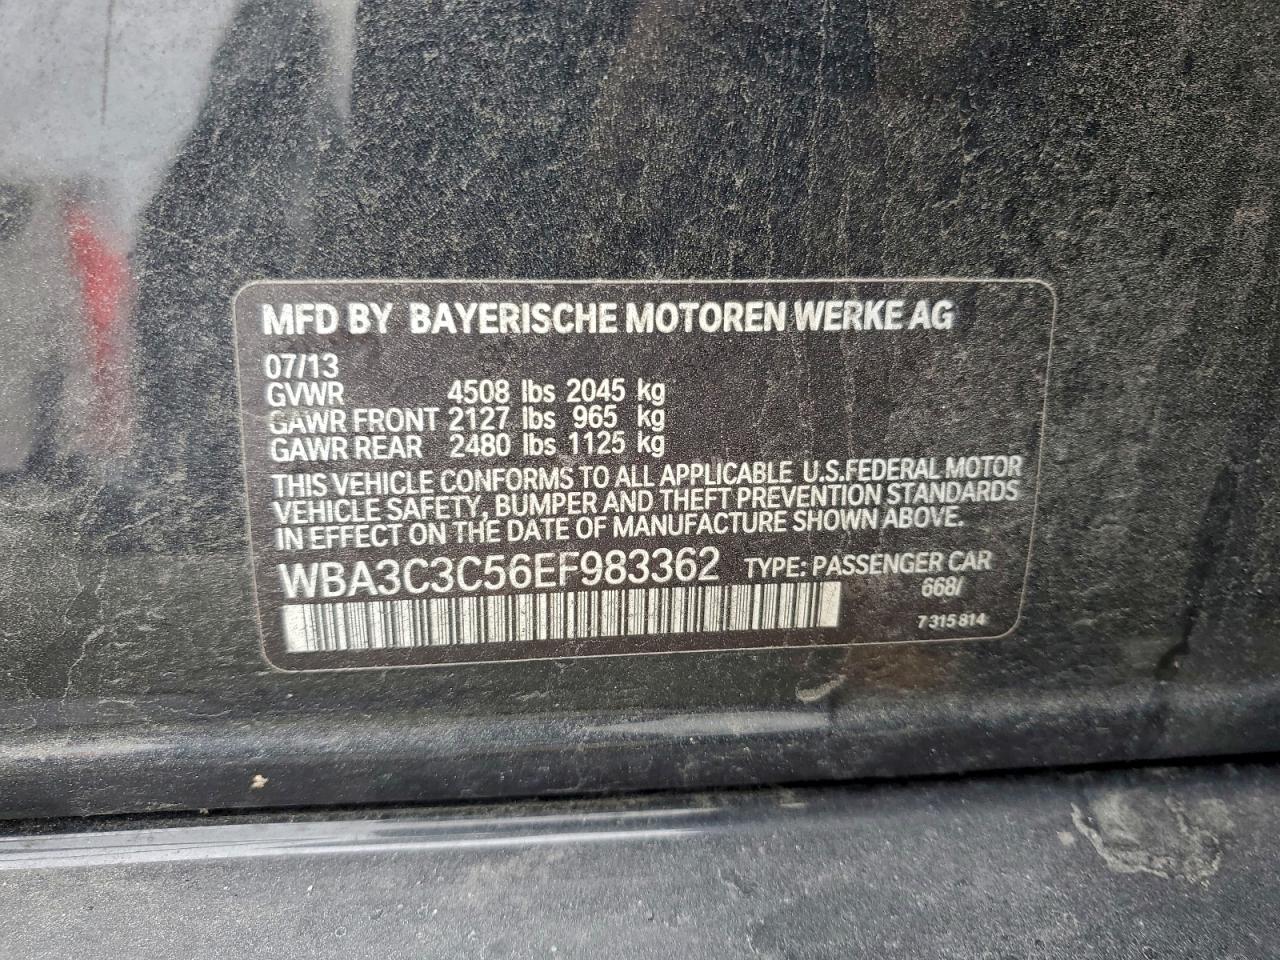 MFD BY BAYERISCHE MOTOREN WERKE AG
07/13
GVWR 4508 lbs 2045 kg
GAWR FRONT 2127 lbs 965 kg
GAWR REAR 2480 lbs 1125 kg
THIS VEHICLE CONFORMS TO ALL APPLICABLE U.S.FEDERAL MOTOR
VEHICLE SAFETY, BUMPER AND THEFT PREVENTION STANDARDS
IN EFFECT ON THE DATE OF MANUFACTURE SHOWN ABOVE.
WBA3C3C56EF983362 TYPE: PASSENGER CAR
668/
7 315 814